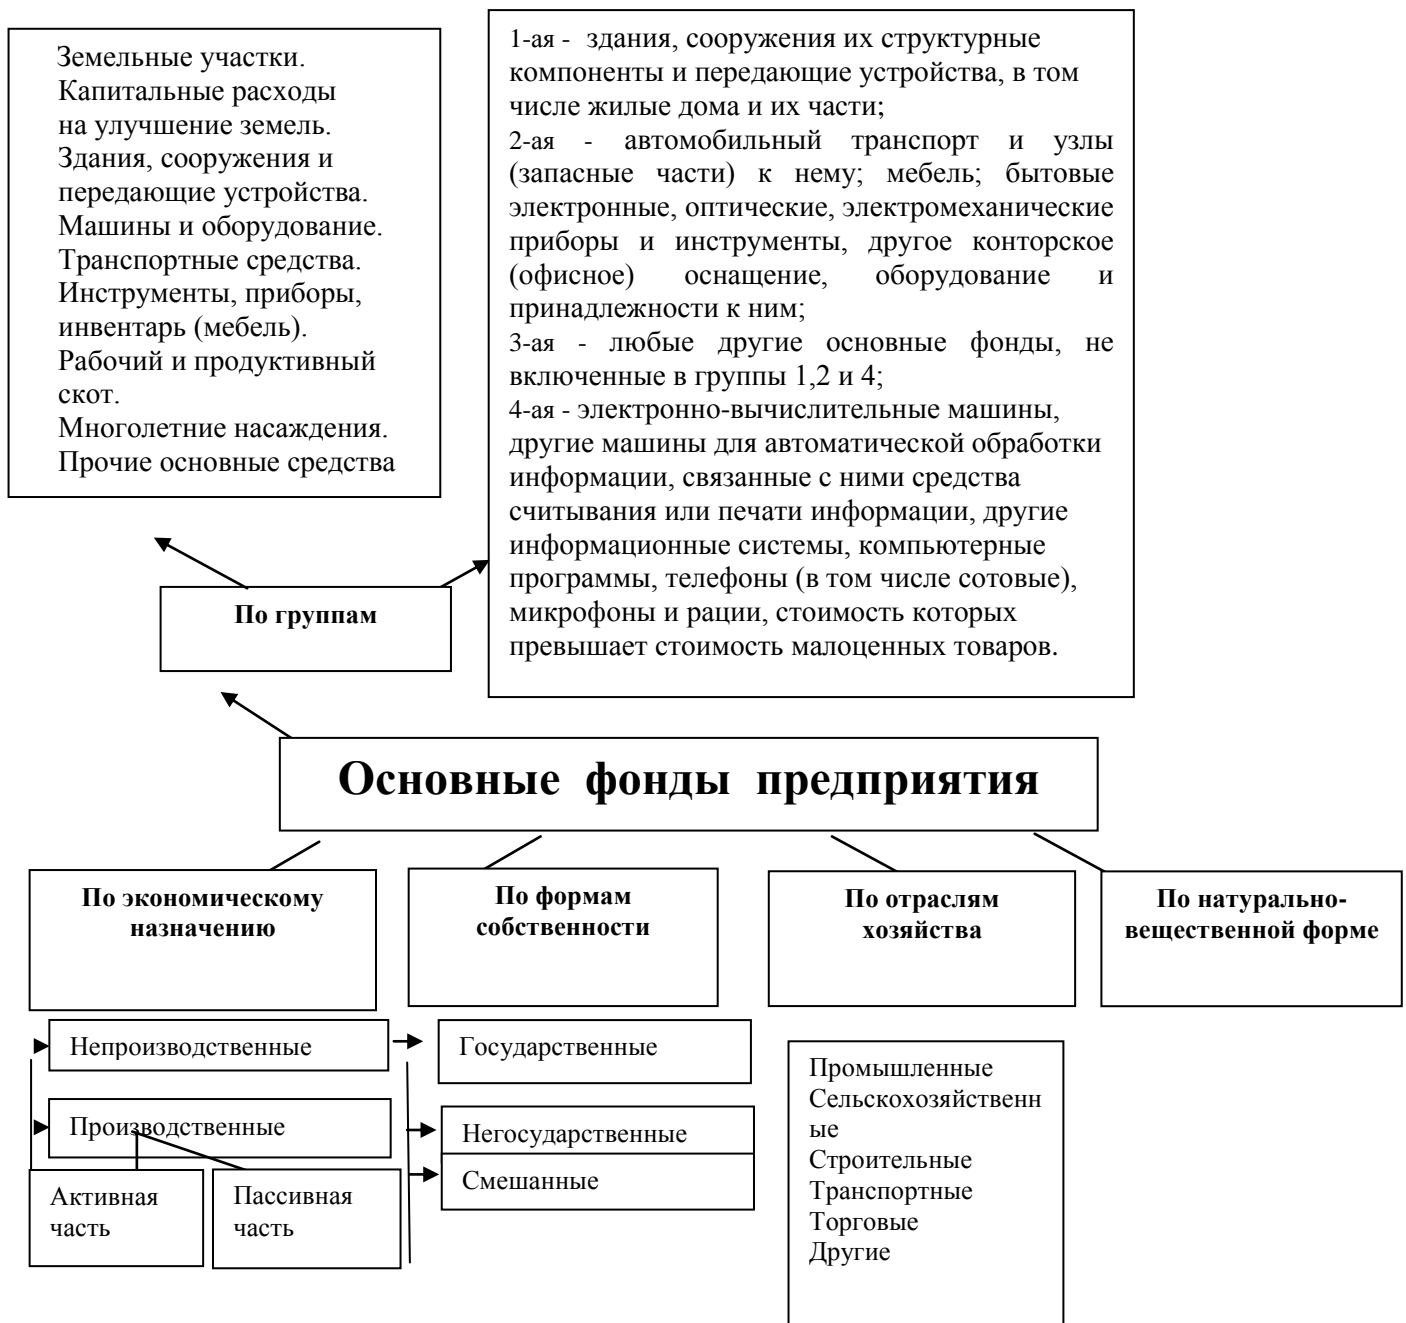 Земельные участки.
Капитальные расходы
на улучшение земель.
Здания, сооружения и
передающие устройства.
Машины и оборудование.
Транспортные средства.
Инструменты, приборы,
инвентарь (мебель).
Рабочий и продуктивный
скот.
Многолетние насаждения.
Прочие основные средства
1-ая - здания, сооружения их структурные
компоненты и передающие устройства, в том
числе жилые дома и их части;
2-ая - автомобильный транспорт и узлы
(запасные части) к нему; мебель; бытовые
электронные, оптические, электромеханические
приборы и инструменты, другое конторское
(офисное) оснащение, оборудование и
принадлежности к ним;
3-ая - любые другие основные фонды, не
включенные в группы 1,2 и 4;
4-ая - электронно-вычислительные машины,
другие машины для автоматической обработки
информации, связанные с ними средства
считывания или печати информации, другие
информационные системы, компьютерные
программы, телефоны (в том числе сотовые),
микрофоны и рации, стоимость которых
превышает стоимость малоценных товаров.
По группам
Основные фонды предприятия
По экономическому
назначению
По формам
собственности
По отраслям
хозяйства
По натурально-
вещественной форме
Непроизводственные
Производственные
Активная
часть
Пассивная
часть
Государственные
Негосударственные
Смешанные
Промышленные
Сельскохозяйственн
ые
Строительные
Транспортные
Торговые
Другие